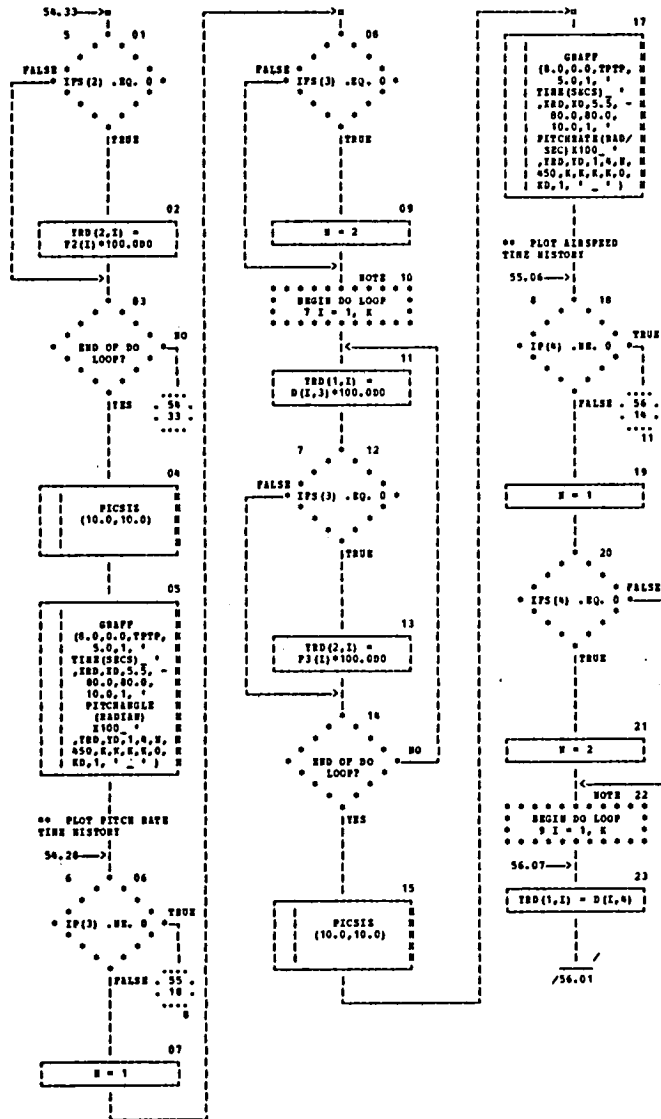 54.33--->
5 01
FALSE
IFS(2) .EQ. 0
TRUE
02
YRD(2,I) =
F2(I)*100.0D0
03
END OF DO
LOOP?
NO
YES
54
33
04
PICSIZ
(10.0,10.0)
05
GRAFF
(8.0,0.0,TPTP,
5.0,1, '
TIME(SECS)_ '
,XRD,XD,5.5, -
80.0,80.0,
10.0,1, '
PITCHANGLE
(RADIAN)
X100_ '
,YRD,YD,1,4,N,
450,K,K,K,K,0,
KD,1, ' _ ' )
** PLOT PITCH RATE
TIME HISTORY
54.28--->
6 06
IP(3) .NE. 0
TRUE
FALSE
55
18
8
07
N = 1
08
FALSE
IFS(3) .EQ. 0
TRUE
09
N = 2
NOTE 10
BEGIN DO LOOP
7 I = 1, K
11
YRD(1,I) =
D(I,3)*100.0D0
7 12
FALSE
IFS(3) .EQ. 0
TRUE
13
YRD(2,I) =
F3(I)*100.0D0
14
END OF DO
LOOP?
NO
YES
15
PICSIZ
(10.0,10.0)
17
GRAFF
(8.0,0.0,TPTP,
5.0,1, '
TIME(SECS)_ '
,XRD,XD,5.5, -
80.0,80.0,
10.0,1, '
PITCHRATE(RAD/
SEC)X100_ '
,YRD,YD,1,4,N,
450,K,K,K,K,0,
KD,1, ' _ ' )
** PLOT AIRSPEED
TIME HISTORY
55.06--->
8 18
IP(4) .NE. 0
TRUE
FALSE
56
14
11
19
N = 1
20
IFS(4) .EQ. 0
FALSE
TRUE
21
N = 2
NOTE 22
BEGIN DO LOOP
9 I = 1, K
56.07--->
23
YRD(1,I) = D(I,4)
/56.01